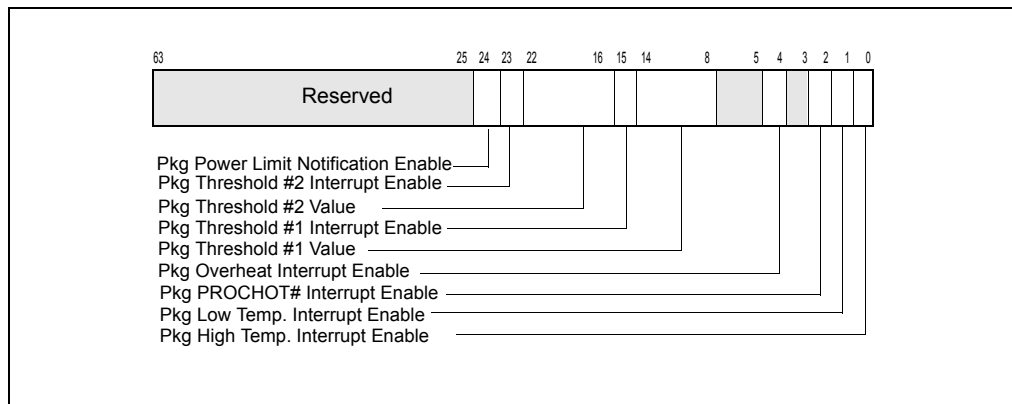 63 25 24 23 22 16 15 14 8 5 4 3 2 1 0
Reserved
Pkg Power Limit Notification Enable
Pkg Threshold #2 Interrupt Enable
Pkg Threshold #2 Value
Pkg Threshold #1 Interrupt Enable
Pkg Threshold #1 Value
Pkg Overheat Interrupt Enable
Pkg PROCHOT# Interrupt Enable
Pkg Low Temp. Interrupt Enable
Pkg High Temp. Interrupt Enable